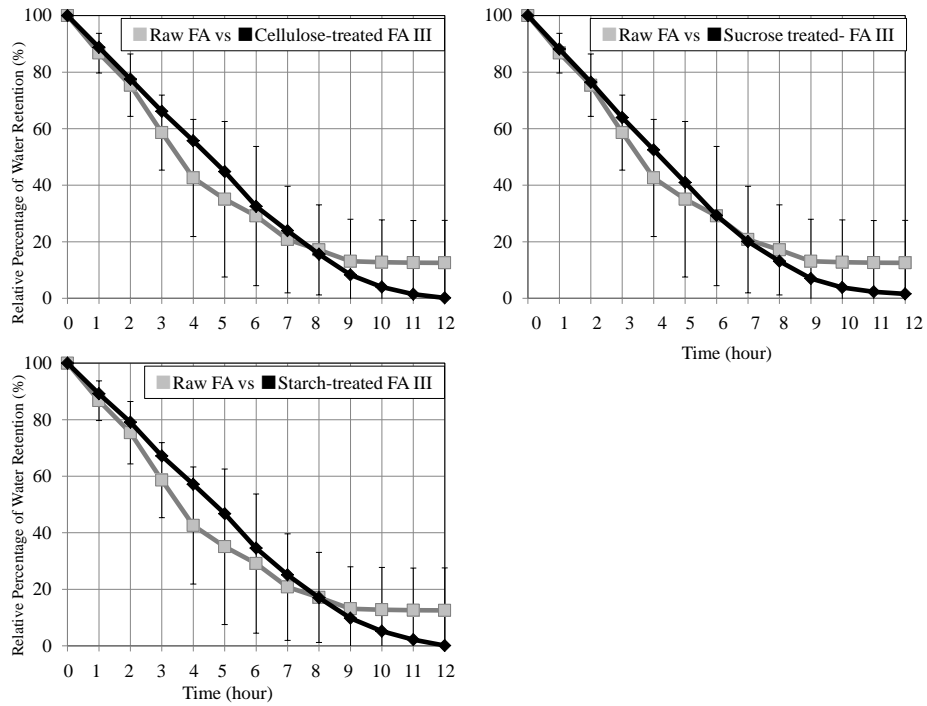 Raw FA vs Cellulose-treated FA III
Relative Percentage of Water Retention (%)
100
80
60
40
20
0
0 1 2 3 4 5 6 7 8 9 10 11 12
Raw FA vs Sucrose treated- FA III
100
80
60
40
20
0
0 1 2 3 4 5 6 7 8 9 10 11 12
Time (hour)
Raw FA vs Starch-treated FA III
Relative Percentage of Water Retention (%)
100
80
60
40
20
0
0 1 2 3 4 5 6 7 8 9 10 11 12
Time (hour)